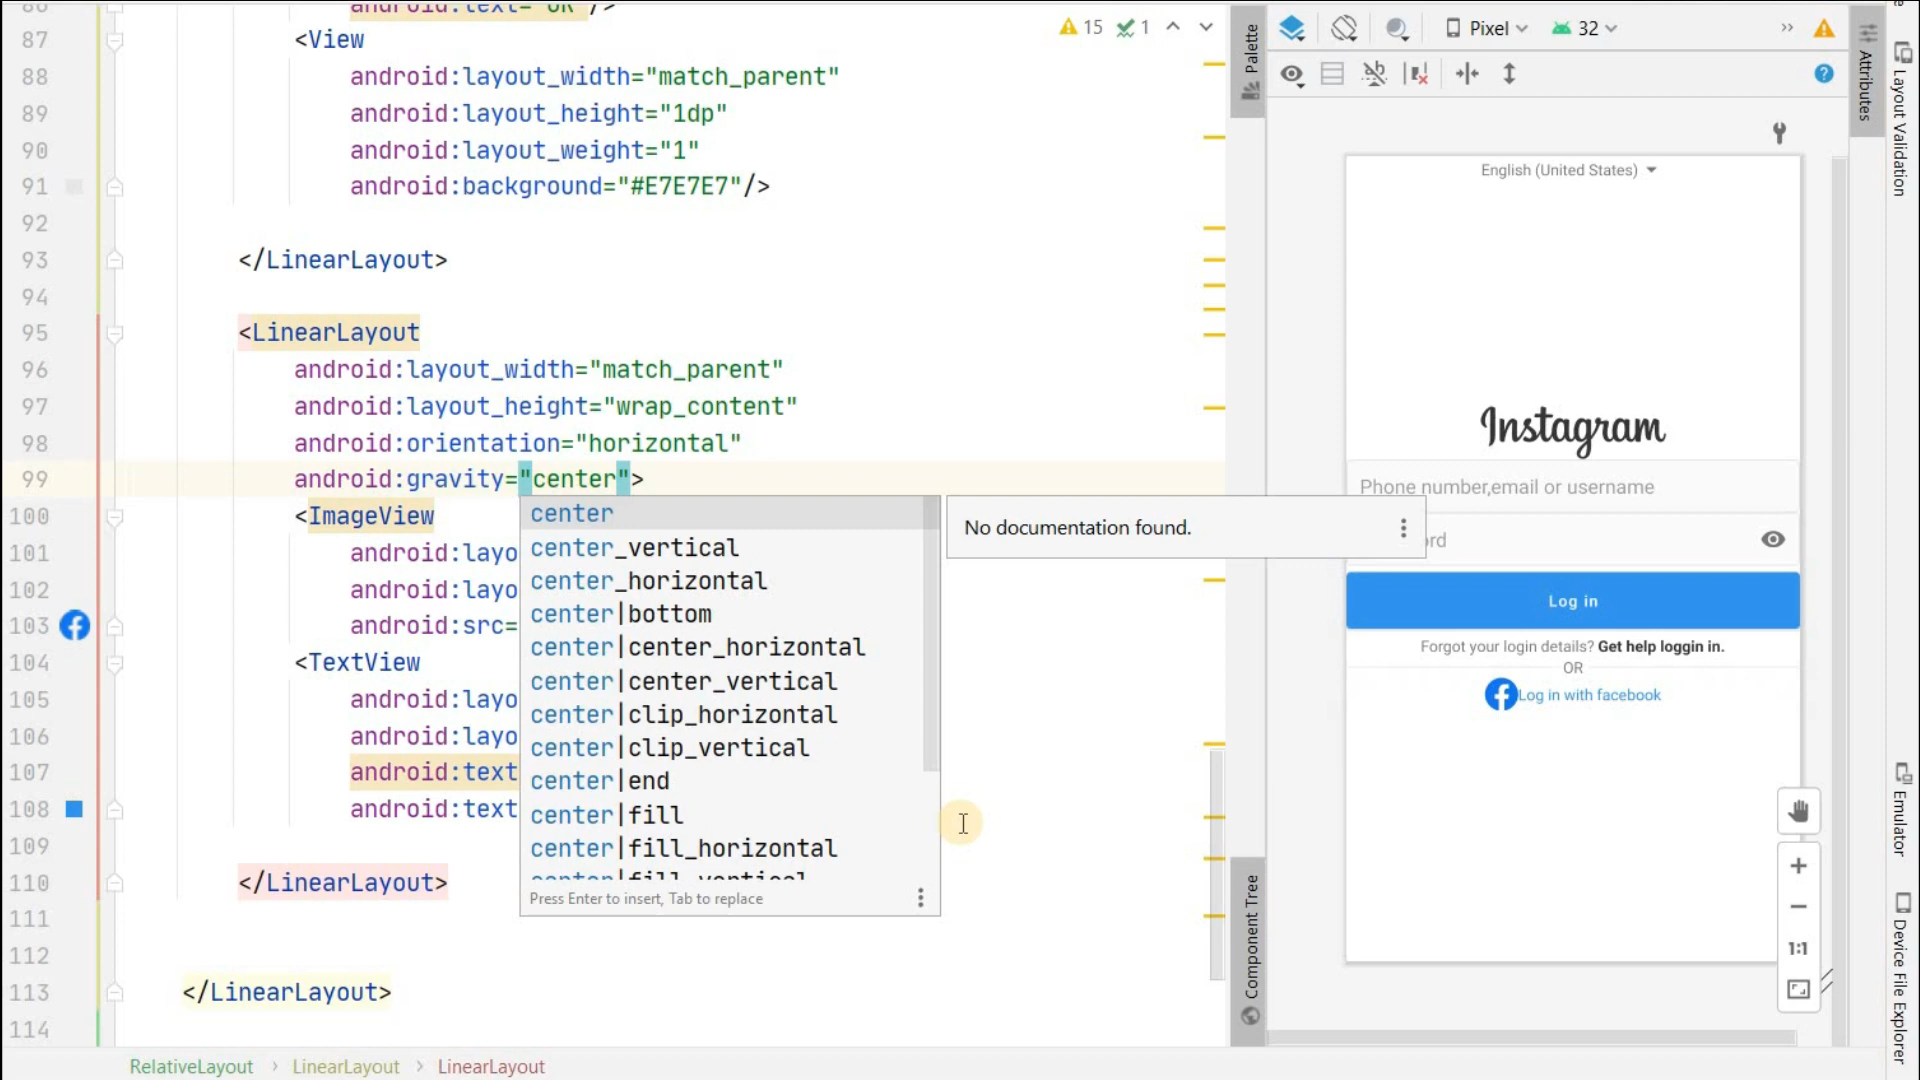 86 android:text="OR"/>
87 <View
88 android:layout_width="match_parent"
89 android:layout_height="1dp"
90 android:layout_weight="1"
91 android:background="#E7E7E7"/>
92
93 </LinearLayout>
94
95 <LinearLayout
96 android:layout_width="match_parent"
97 android:layout_height="wrap_content"
98 android:orientation="horizontal"
99 android:gravity="center">
100 <ImageView
101 android:layo
102 android:layo
103 android:src=
104 <TextView
105 android:layo
106 android:layo
107 android:text
108 android:text
109
110 </LinearLayout>
111
112
113 </LinearLayout>
114
center
center_vertical
center_horizontal
center|bottom
center|center_horizontal
center|center_vertical
center|clip_horizontal
center|clip_vertical
center|end
center|fill
center|fill_horizontal
center|fill_vertical
Press Enter to insert, Tab to replace
No documentation found.
15 1
RelativeLayout > LinearLayout > LinearLayout
Palette
Component Tree
Pixel
32
English (United States)
Instagram
Phone number,email or username
rd
Log in
Forgot your login details? Get help loggin in.
OR
Log in with facebook
1:1
Attributes
Layout Validation
Emulator
Device File Explorer